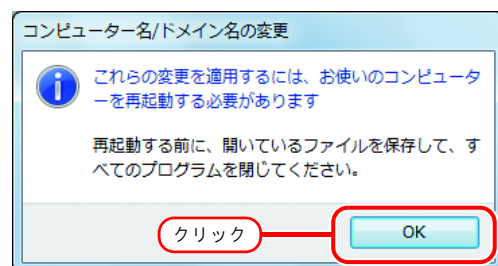 コンピューター名/ドメイン名の変更
これらの変更を適用するには、お使いのコンピュータ
ーを再起動する必要があります
再起動する前に、開いているファイルを保存して、す
べてのプログラムを閉じてください。
クリック
OK